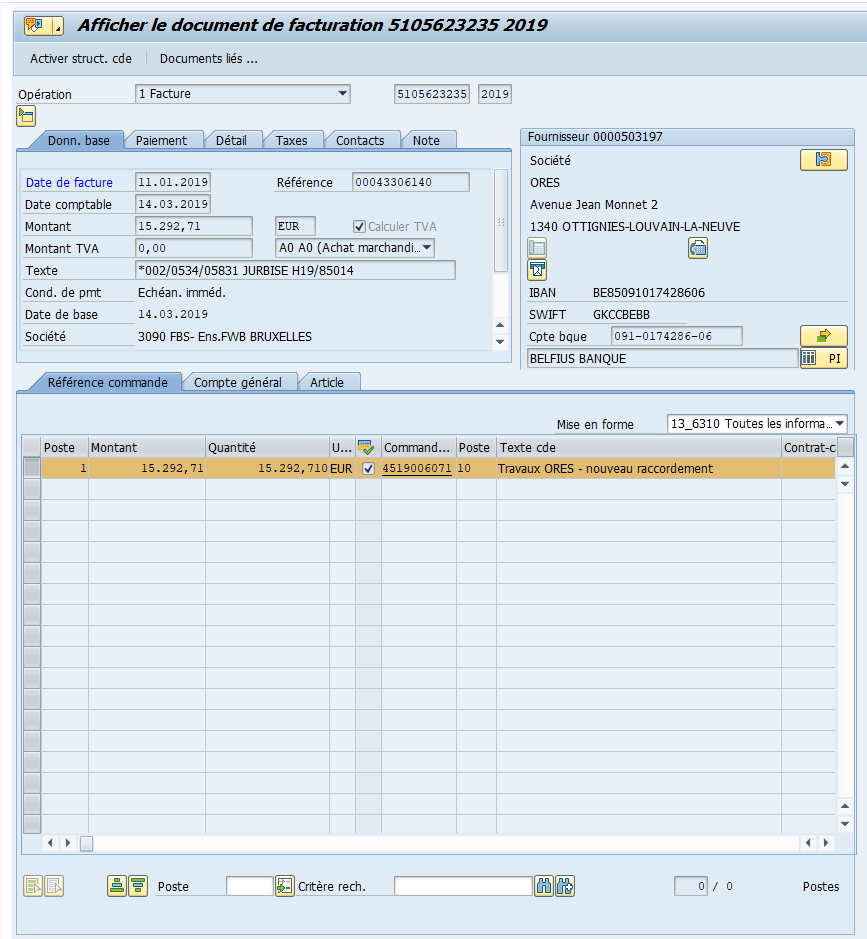 Afficher le document de facturation 5105623235 2019
Activer struct. cde Documents liés ...
Opération 1 Facture 5105623235 2019
Donn. base Paiement Détail Taxes Contacts Note
Date de facture 11.01.2019 Référence 00043306140
Date comptable 14.03.2019
Montant 15.292,71 EUR Calculer TVA
Montant TVA 0,00 A0 A0 (Achat marchandi...
Texte *002/0534/05831 JURBISE H19/85014
Cond. de pmt Echéan. imméd.
Date de base 14.03.2019
Société 3090 FBS- Ens.FWB BRUXELLES
Fournisseur 0000503197
Société
ORES
Avenue Jean Monnet 2
1340 OTTIGNIES-LOUVAIN-LA-NEUVE
IBAN BE85091017428606
SWIFT GKCCBEBB
Cpte bque 091-0174286-06
BELFIUS BANQUE PI
Référence commande Compte général Article
Mise en forme 13_6310 Toutes les informa...
Poste Montant Quantité U... Command... Poste Texte cde Contrat-c
1 15.292,71 15.292,710 EUR 4519006071 10 Travaux ORES - nouveau raccordement
Poste Critère rech. 0 / 0 Postes